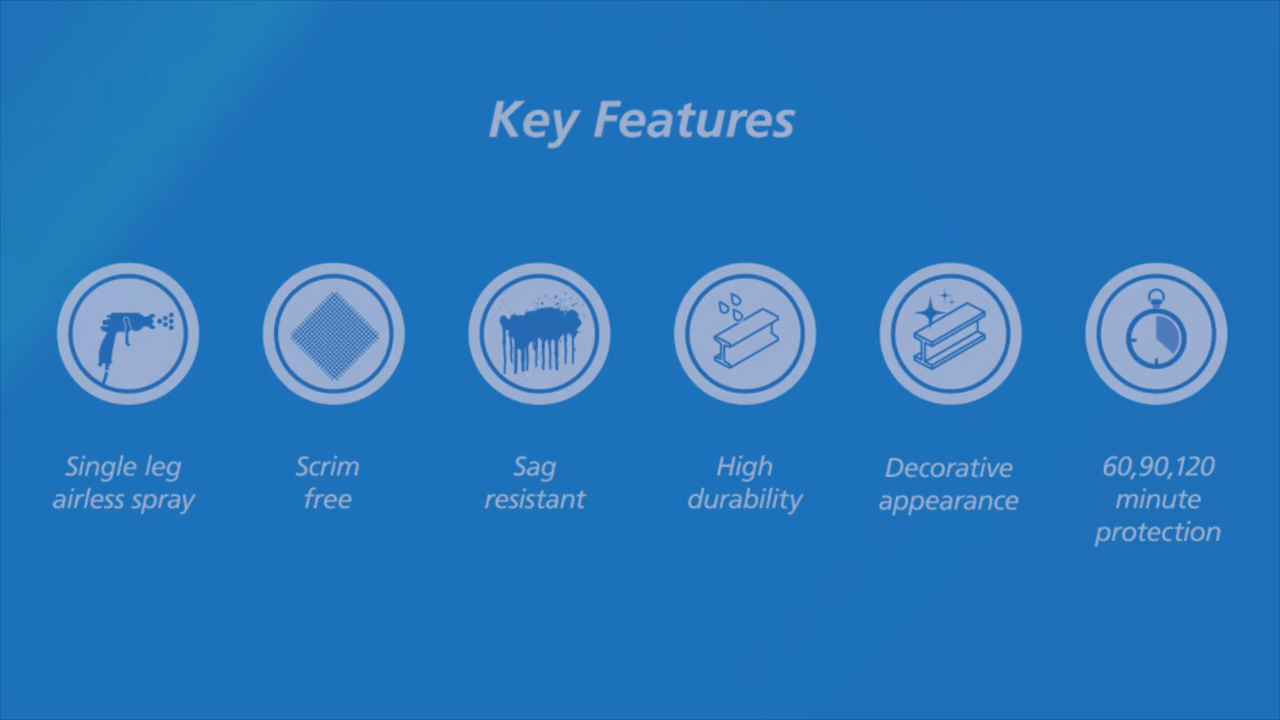 Key Features
Single leg
airless spray
Scrim
free
Sag
resistant
High
durability
Decorative
appearance
60,90,120
minute
protection